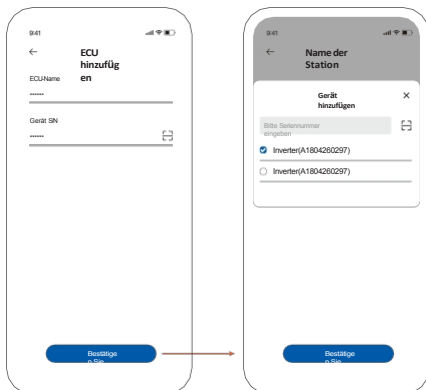 9:41
ECU
hinzufüg
en
ECU-Name
Gerät SN
Bestätige
n Sie
9:41
Name der
Station
Gerät
hinzufügen
Bitte Seriennummer
eingeben
Inverter(A1804260297)
Inverter(A1804260297)
Bestätige
n Sie